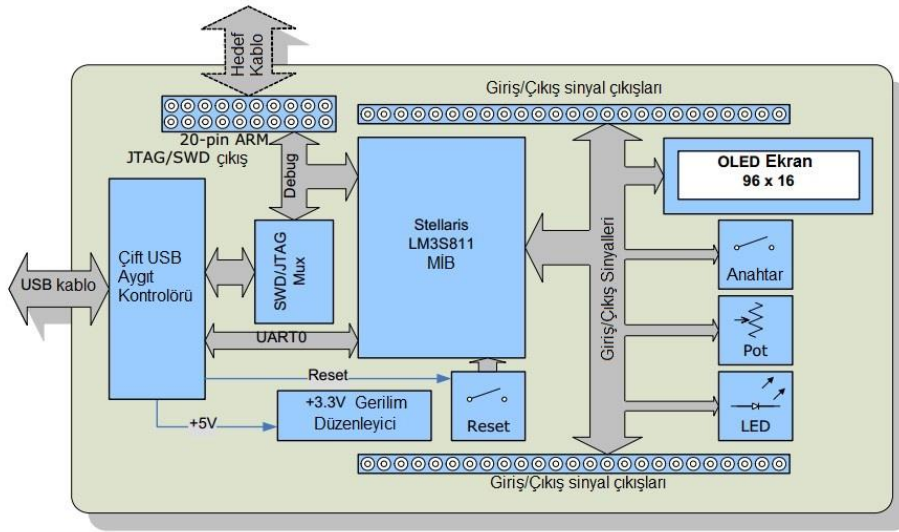 Hedef
Kablo
Giriş/Çıkış sinyal çıkışları
20-pin ARM
JTAG/SWD çıkış
Debug
OLED Ekran
96 x 16
Stellaris
LM3S811
MİB
Çift USB
Aygıt
Kontrolörü
SWD/JTAG
Mux
USB kablo
Giriş/Çıkış Sinyalleri
Anahtar
UART0
Pot
Reset
+3.3V Gerilim
Düzenleyici
+5V
Reset
LED
Giriş/Çıkış sinyal çıkışları